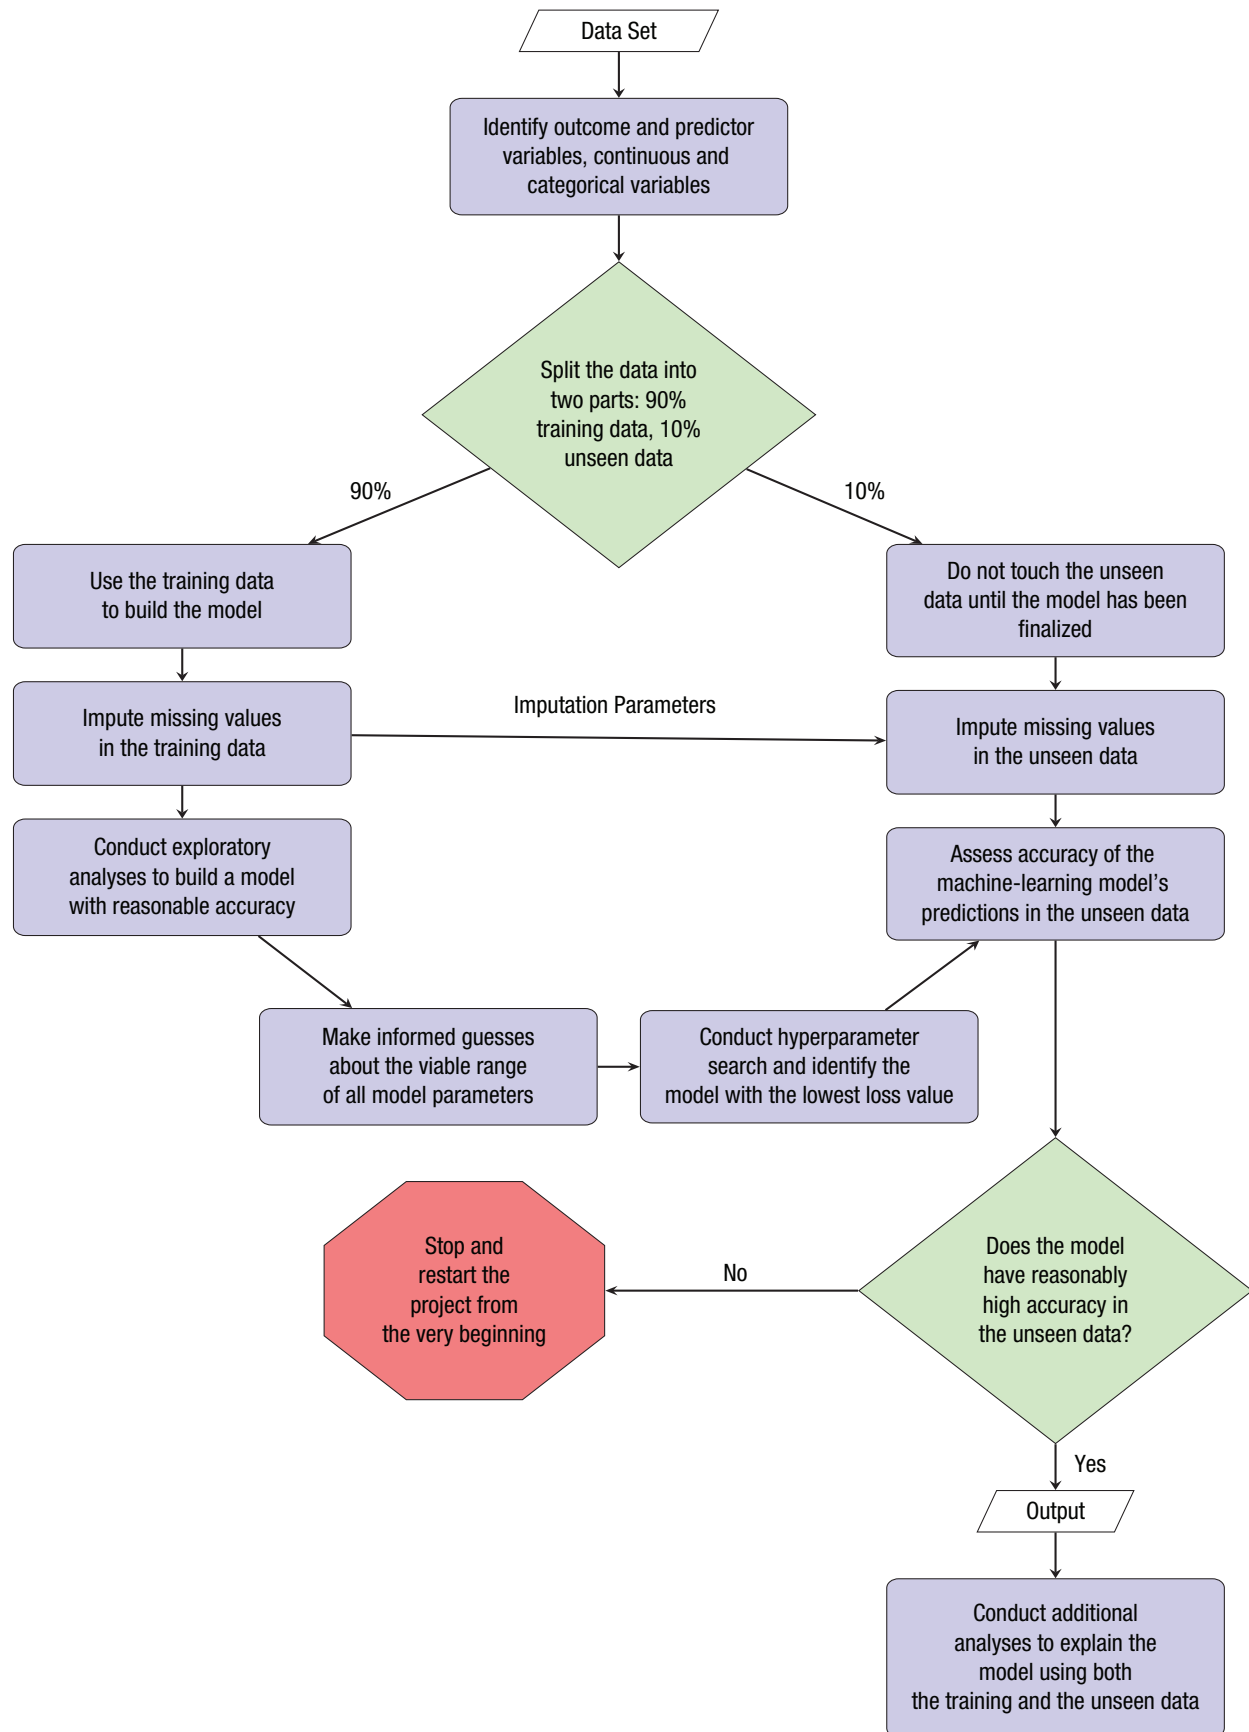 Data Set
Identify outcome and predictor
variables, continuous and
categorical variables
Split the data into
two parts: 90%
training data, 10%
unseen data
90%
10%
Use the training data
to build the model
Do not touch the unseen
data until the model has been
finalized
Impute missing values
in the training data
Imputation Parameters
Impute missing values
in the unseen data
Conduct exploratory
analyses to build a model
with reasonable accuracy
Assess accuracy of the
machine-learning model’s
predictions in the unseen data
Make informed guesses
about the viable range
of all model parameters
Conduct hyperparameter
search and identify the
model with the lowest loss value
Stop and
restart the
project from
the very beginning
No
Does the model
have reasonably
high accuracy in
the unseen data?
Yes
Output
Conduct additional
analyses to explain the
model using both
the training and the unseen data